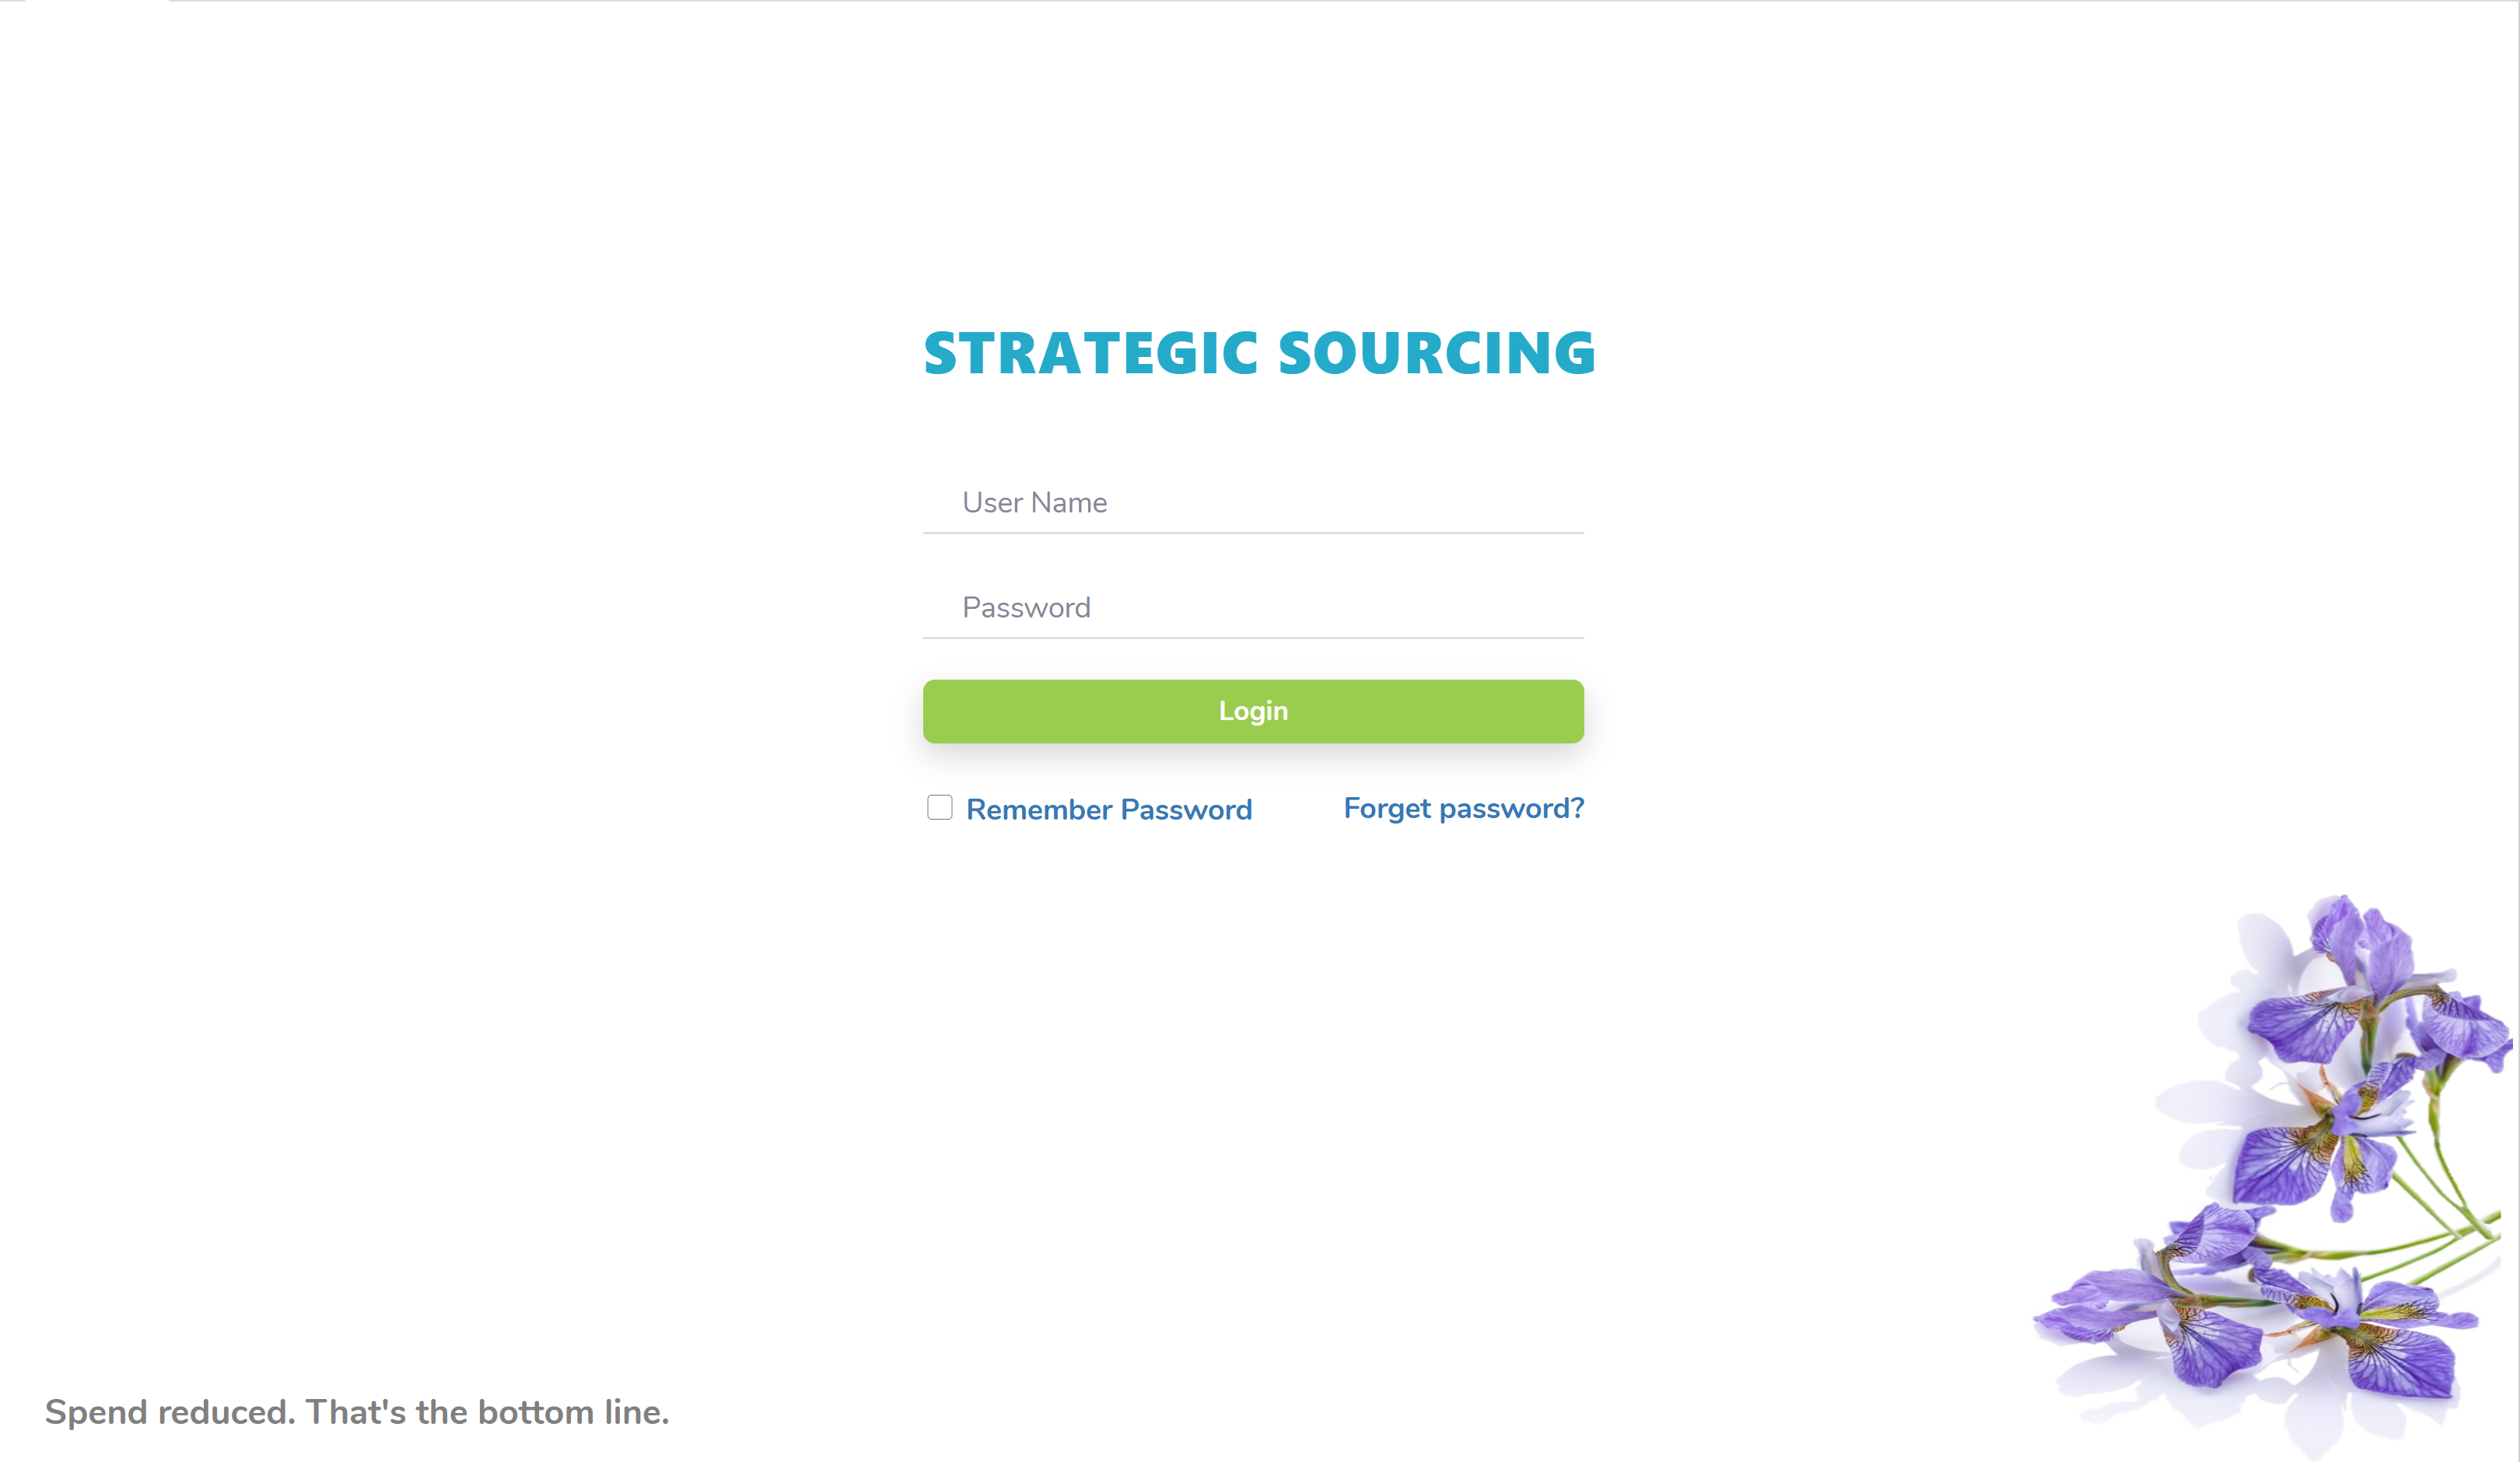 STRATEGIC SOURCING
User Name
Password
Login
Remember Password Forget password?
Spend reduced. That's the bottom line.